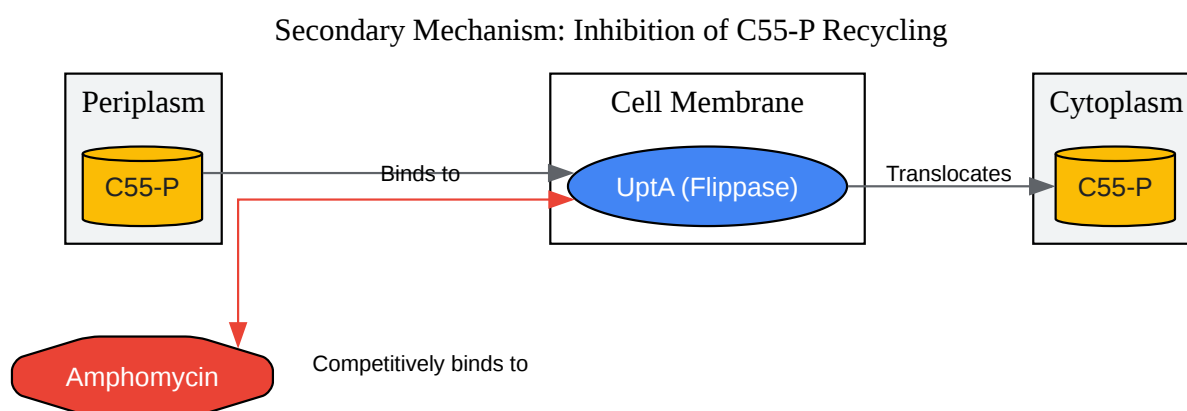 Secondary Mechanism: Inhibition of C55-P Recycling
Periplasm
C55-P
Binds to
Cell Membrane
UptA (Flippase)
Translocates
Cytoplasm
C55-P
Amphomycin
Competitively binds to